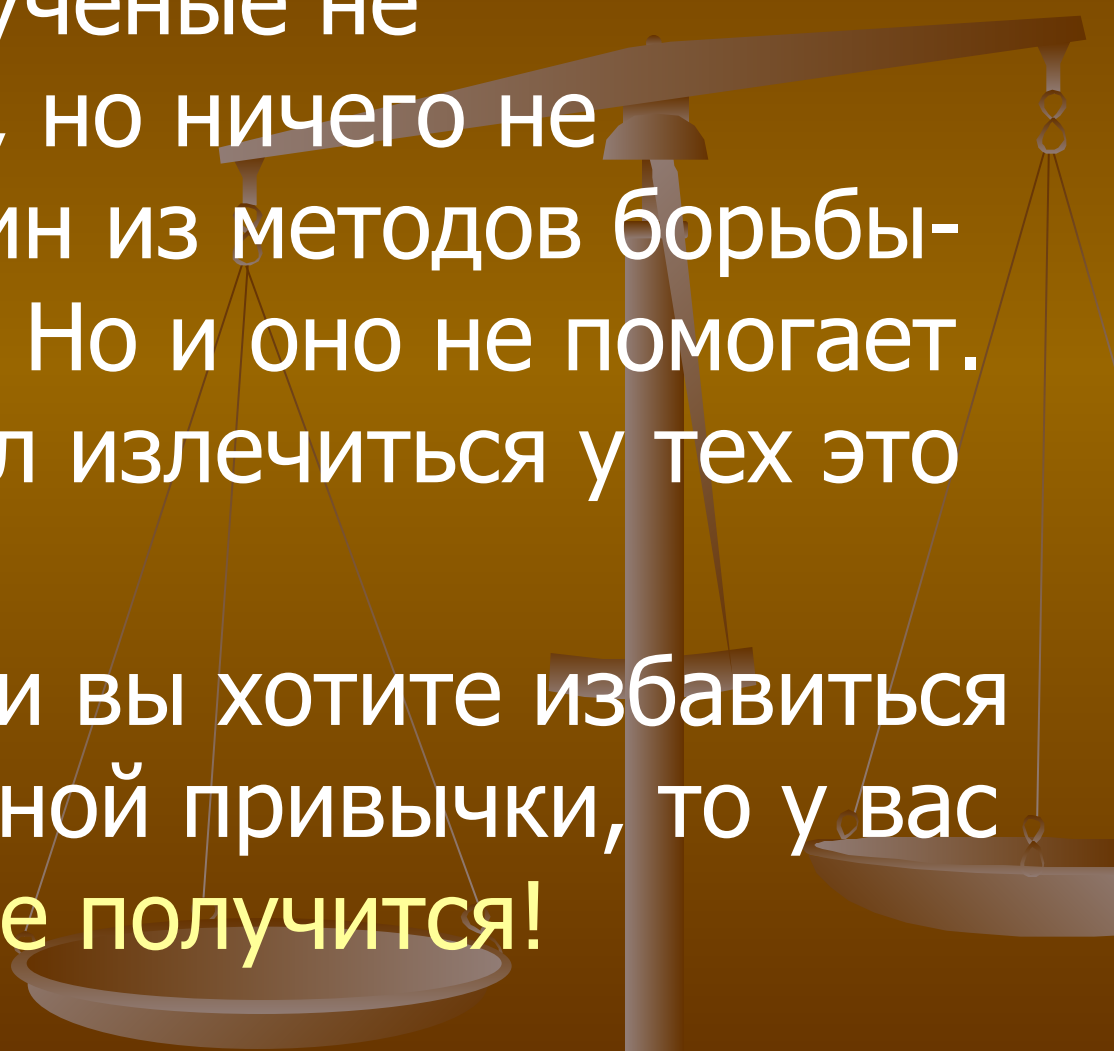 ученые не
, но ничего не
ин из методов борьбы-
Но и оно не помогает.
л излечиться у тех это
и вы хотите избавиться
ной привычки, то у вас
е получится!